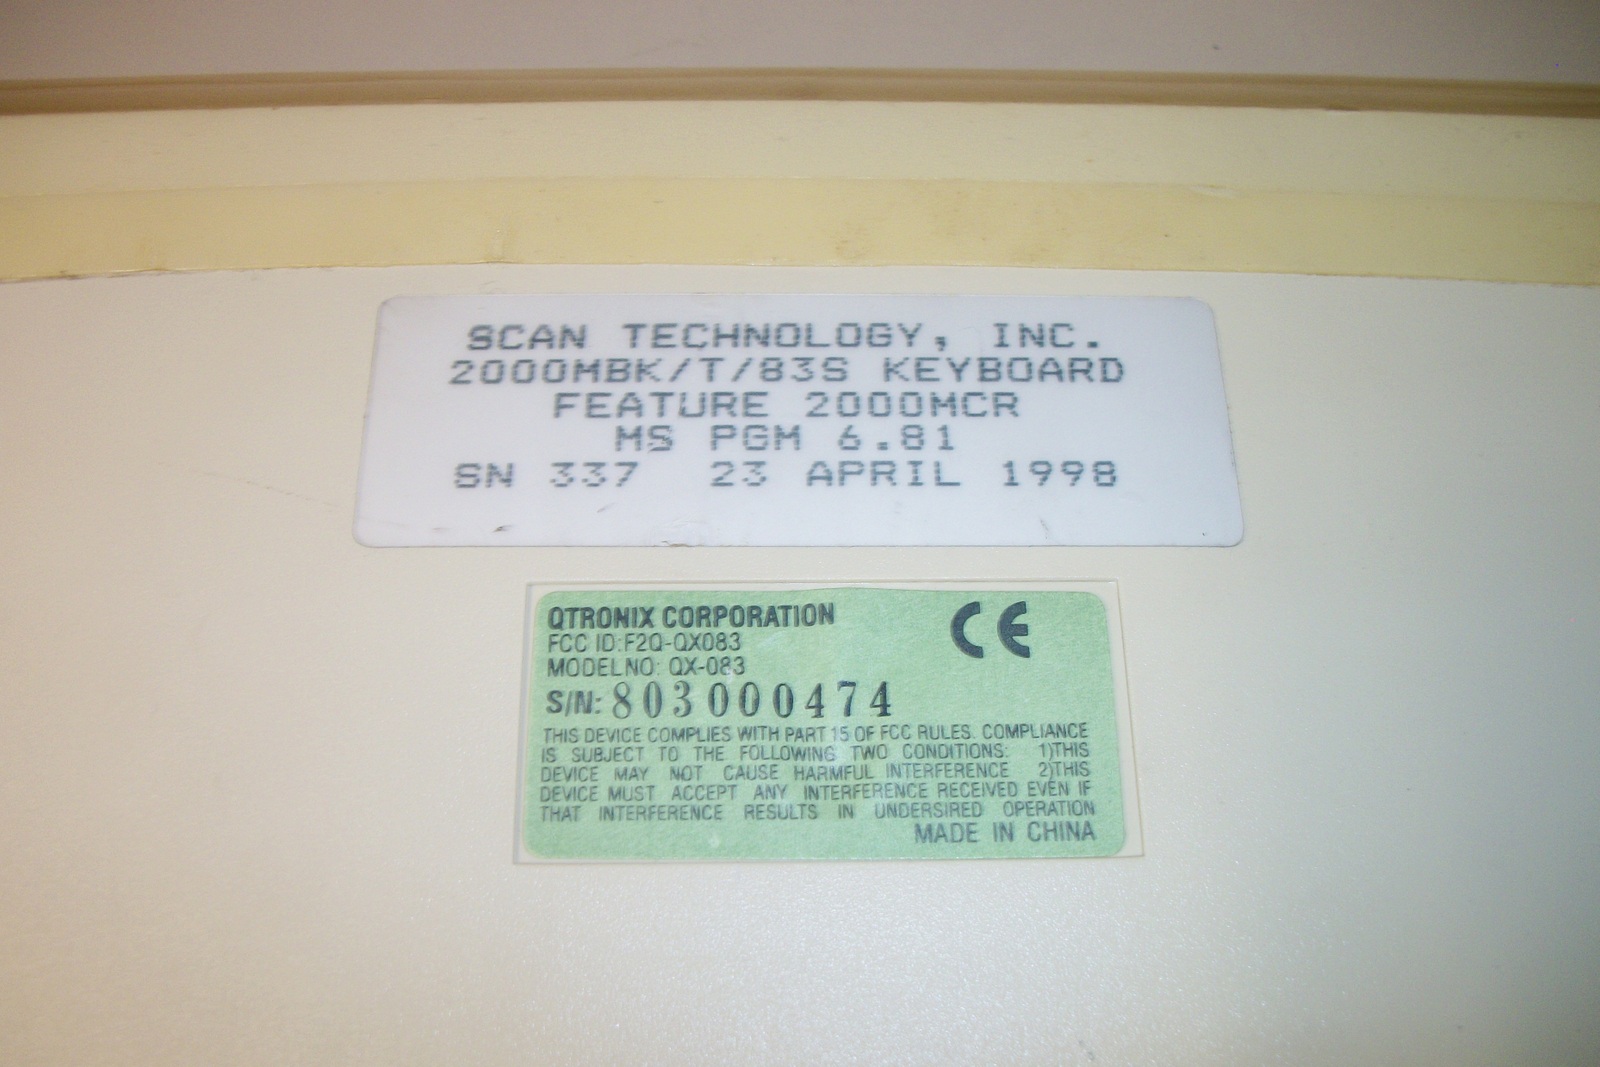 SCAN TECHNOLOGY, INC.
2000MBK/T/83S KEYBOARD
FEATURE 2000MCR
MS PGM 6.81
SN 337 23 APRIL 1998
QTRONIX CORPORATION
CE
FCC ID:F2Q-QX083
MODEL NO: QX-083
S/N: 803000474
THIS DEVICE COMPLIES WITH PART 15 OF FCC RULES. COMPLIANCE
IS SUBJECT TO THE FOLLOWING TWO CONDITIONS: 1)THIS
DEVICE MAY NOT CAUSE HARMFUL INTERFERENCE 2)THIS
DEVICE MUST ACCEPT ANY INTERFERENCE RECEIVED EVEN IF
THAT INTERFERENCE RESULTS IN UNDERSIRED OPERATION
MADE IN CHINA